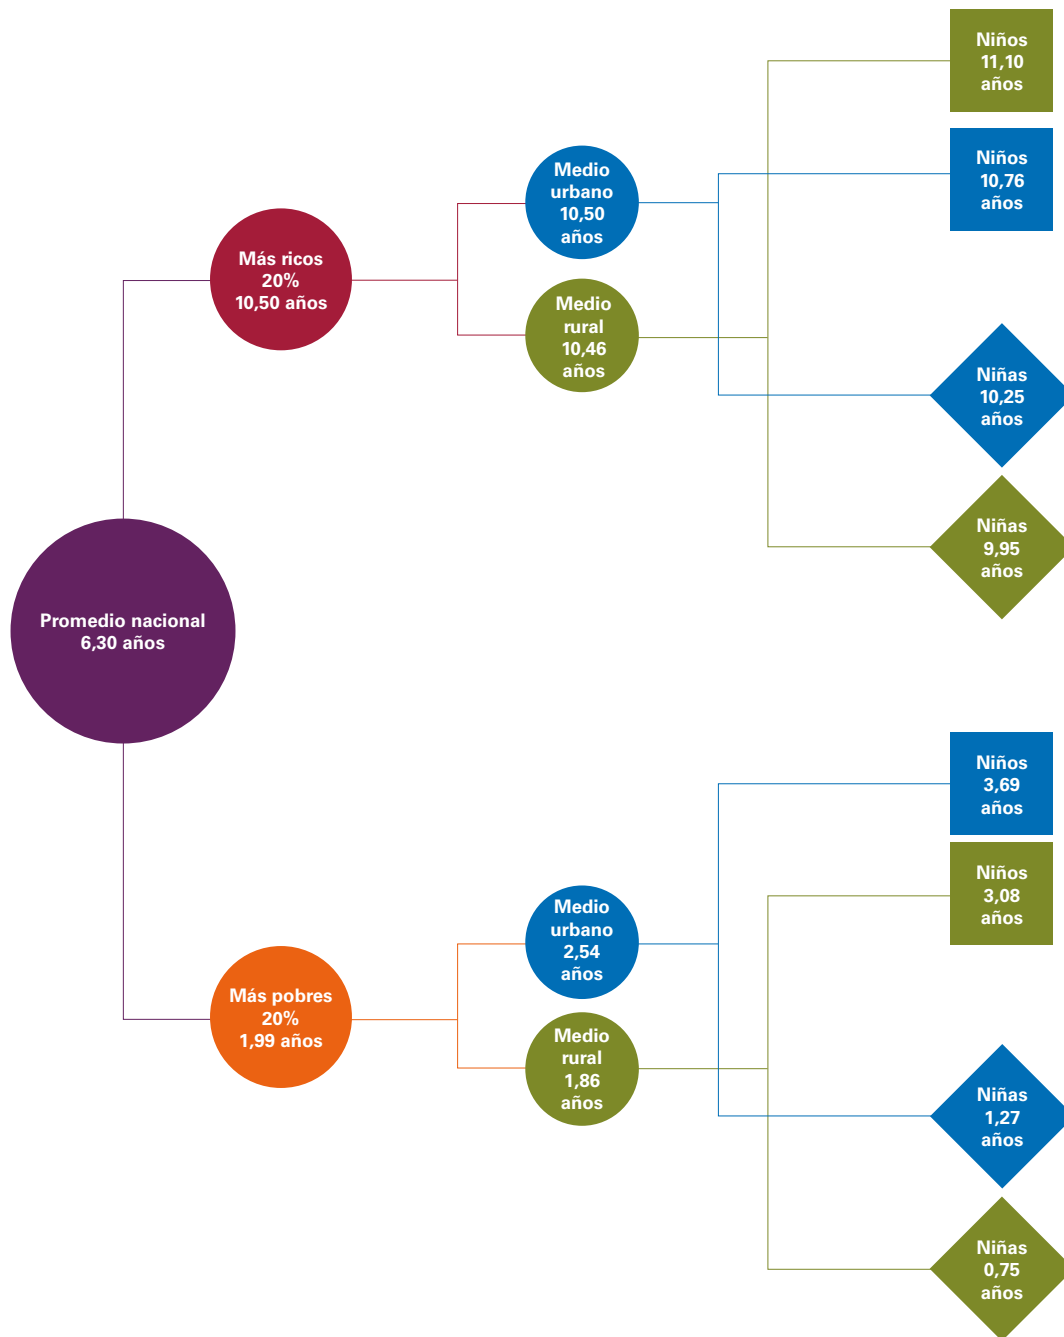 Niños
11,10
años
Niños
10,76
años
Medio
urbano
10,50
años
Más ricos
20%
10,50 años
Medio
rural
10,46
años
Niñas
10,25
años
Niñas
9,95
años
Promedio nacional
6,30 años
Niños
3,69
años
Niños
3,08
años
Medio
urbano
2,54
años
Más pobres
20%
1,99 años
Medio
rural
1,86
años
Niñas
1,27
años
Niñas
0,75
años